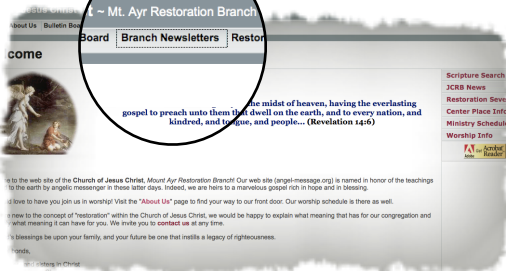 t ~ Mt. Ayr Restoration Branch
About Us Bulletin Boa
Board Branch Newsletters Restor
come
the midst of heaven, having the everlasting
gospel to preach unto them that dwell on the earth, and to every nation, and
kindred, and tongue, and people... (Revelation 14:6)
Scripture Search
JCRB News
Restoration Seve
Center Place Info
Ministry Schedule
Worship Info
Get Acrobat
Adobe Reader
e to the web site of the Church of Jesus Christ, Mount Ayr Restoration Branch! Our web site (angel-message.org) is named in honor of the teachings
to the earth by angelic messenger in these latter days. Indeed, we are heirs to a marvelous gospel rich in hope and in blessing.
d love to have you join us in worship! Visit the "About Us" page to find your way to our front door. Our worship schedule is there as well.
e new to the concept of "restoration" within the Church of Jesus Christ, we would be happy to explain what meaning that has for our congregation and
what meaning it can have for you. We invite you to contact us at any time.
's blessings be upon your family, and your future be one that instills a legacy of righteousness.
onds,
and sisters in Christ